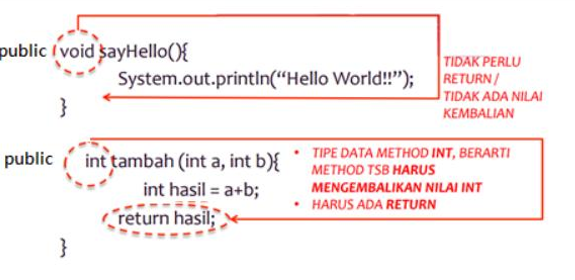 public void sayHello(){
System.out.println(“Hello World!!”);
}
TIDAK PERLU
RETURN /
TIDAK ADA NILAI
KEMBALIAN
public int tambah (int a, int b){
int hasil = a+b;
return hasil;
}
• TIPE DATA METHOD INT, BERARTI
METHOD TSB HARUS
MENGEMBALIKAN NILAI INT
• HARUS ADA RETURN